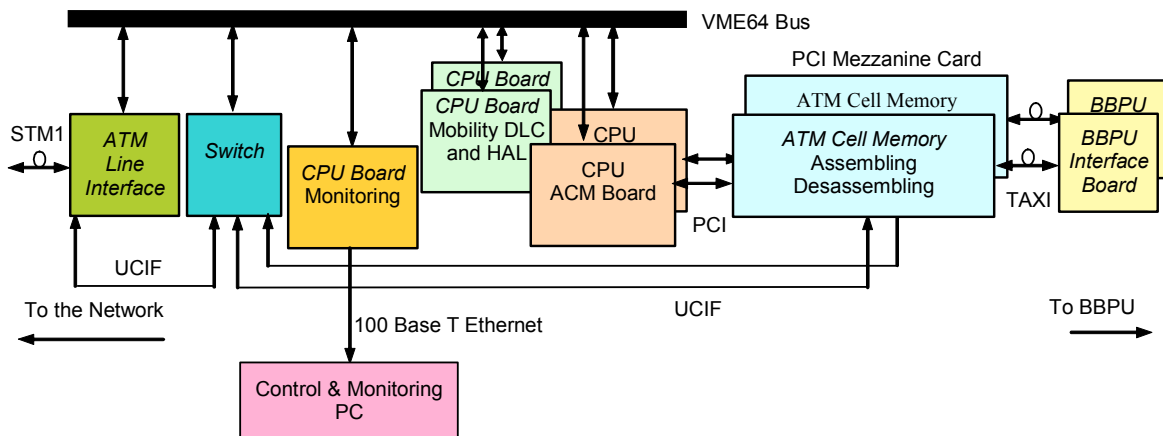 VME64 Bus
PCI Mezzanine Card
STM1
ATM
Line
Interface
Switch
CPU Board
Monitoring
CPU Board
CPU Board
Mobility DLC
and HAL
CPU
CPU
ACM Board
PCI
ATM Cell Memory
ATM Cell Memory
Assembling
Desassembling
TAXI
BBPU
BBPU
Interface
Board
UCIF
UCIF
To the Network
To BBPU
100 Base T Ethernet
Control & Monitoring
PC